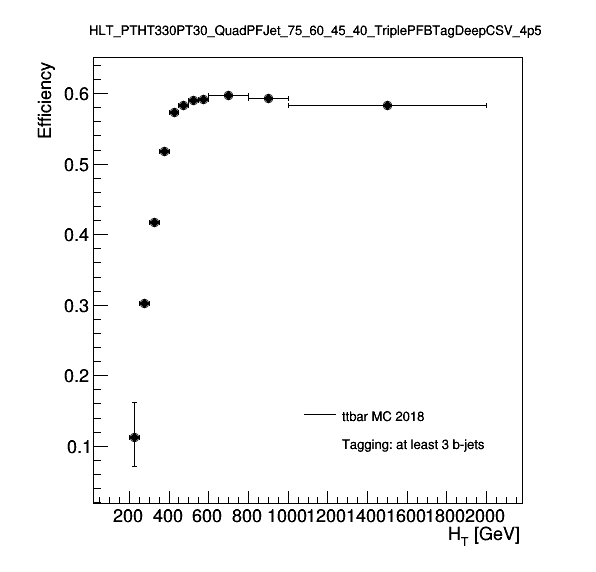 HLT_PTHT330PT30_QuadPFJet_75_60_45_40_TriplePFBTagDeepCSV_4p5
Efficiency
0.6
0.5
0.4
0.3
0.2
0.1
ttbar MC 2018
Tagging: at least 3 b-jets
200 400 600 800 1000 1200 1400 1600 1800 2000
H_T [GeV]